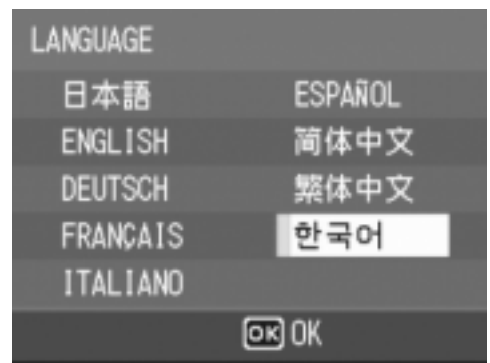 LANGUAGE
日本語 ESPAÑOL
ENGLISH 简体中文
DEUTSCH 繁体中文
FRANÇAIS 한국어
ITALIANO
OK OK